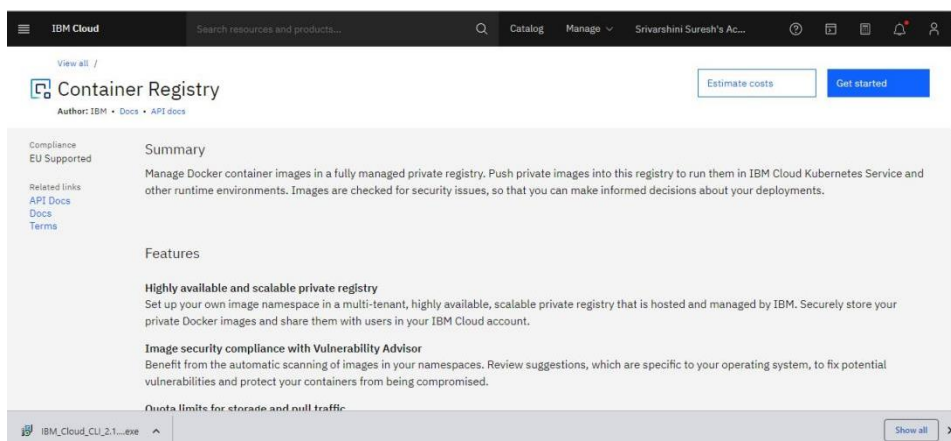 IBM Cloud
Search resources and products...
Catalog
Manage
Srivarshini Suresh's Ac...
View all /
Container Registry
Estimate costs
Get started
Author: IBM • Docs • API docs
Compliance
EU Supported
Related links
API Docs
Docs
Terms
Summary
Manage Docker container images in a fully managed private registry. Push private images into this registry to run them in IBM Cloud Kubernetes Service and
other runtime environments. Images are checked for security issues, so that you can make informed decisions about your deployments.
Features
Highly available and scalable private registry
Set up your own image namespace in a multi-tenant, highly available, scalable private registry that is hosted and managed by IBM. Securely store your
private Docker images and share them with users in your IBM Cloud account.
Image security compliance with Vulnerability Advisor
Benefit from the automatic scanning of images in your namespaces. Review suggestions, which are specific to your operating system, to fix potential
vulnerabilities and protect your containers from being compromised.
Quota limits for storage and pull traffic
IBM_Cloud_CLI_2.1....exe
Show all